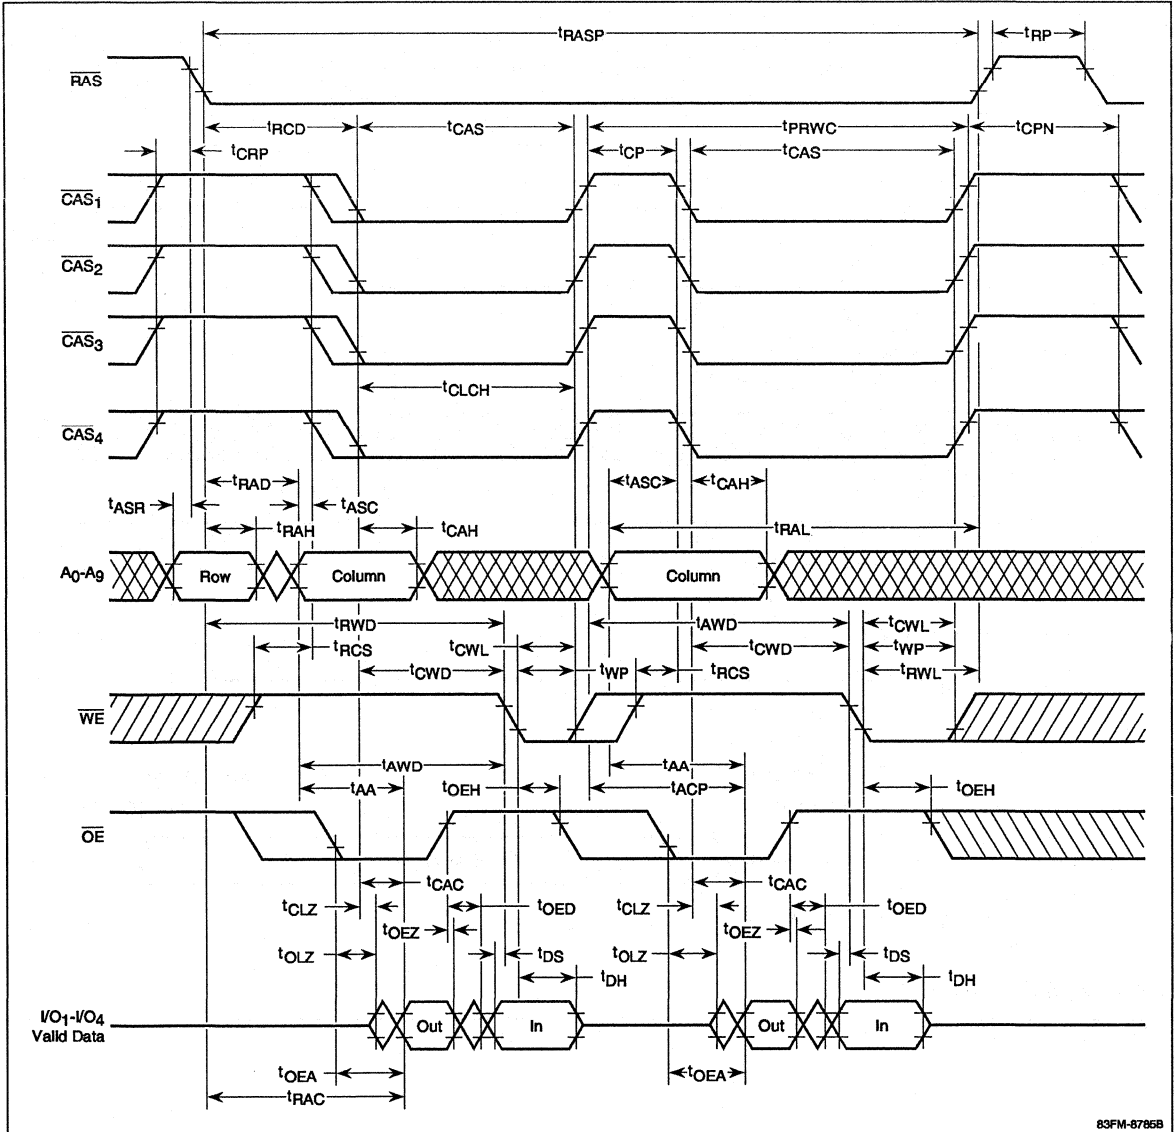 tRASP
tRP
RAS
tRCD
tCAS
tPRWC
tCPN
tCRP
tCP
tCAS
CAS1
CAS2
CAS3
tCLCH
CAS4
tRAD
tASC
tCAH
tASR
tASC
tRAH
tCAH
tRAL
A0-A9
Row
Column
Column
tRWD
tAWD
tCWL
tRCS
tCWL
tCWD
tWP
tCWD
tWP
tRCS
tRWL
WE
tAWD
tAA
tAA
tOEH
tACP
tOEH
OE
tCAC
tCAC
tCLZ
tOED
tCLZ
tOED
tOEZ
tOEZ
tOLZ
tDS
tOLZ
tDS
tDH
tDH
I/O1-I/O4
Valid Data
Out
In
Out
In
tOEA
tOEA
tRAC
83FM-8785B